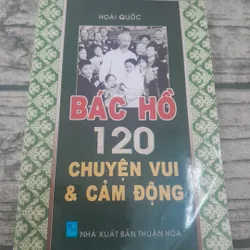 HOÀI QUỐC
BÁC HỒ
120
CHUYỆN VUI
& CẢM ĐỘNG
NHÀ XUẤT BẢN THUẬN HÓA